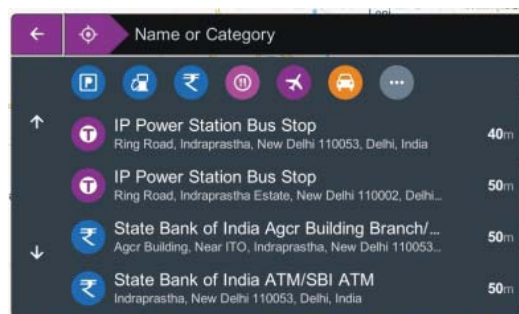 Loni
Name or Category
P
IP Power Station Bus Stop
Ring Road, Indraprastha, New Delhi 110053, Delhi, India
40m
T
IP Power Station Bus Stop
Ring Road, Indraprastha Estate, New Delhi 110002, Delhi...
50m
T
State Bank of India Agcr Building Branch/...
Agcr Building, Near ITO, Indraprastha, New Delhi 110053...
50m
₹
State Bank of India ATM/SBI ATM
Indraprastha, New Delhi 110053, Delhi, India
50m
₹